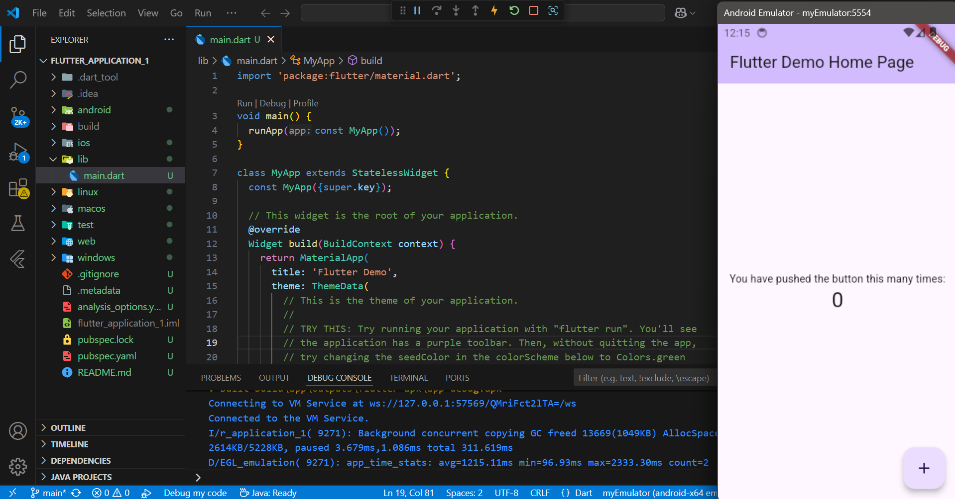 File Edit Selection View Go Run ···
Android Emulator - myEmulator:5554
EXPLORER ···
FLUTTER_APPLICATION_1
.dart_tool
.idea
android
build
ios
lib
main.dart U
linux
macos
test
web
windows
.gitignore U
.metadata U
analysis_options.y... U
flutter_application_1.iml
pubspec.lock U
pubspec.yaml U
README.md U
OUTLINE
TIMELINE
DEPENDENCIES
JAVA PROJECTS
2K+
1
main.dart U
lib > main.dart > MyApp > build
1 import 'package:flutter/material.dart';
2
Run | Debug | Profile
3 void main() {
4 runApp(app: const MyApp());
5 }
6
7 class MyApp extends StatelessWidget {
8 const MyApp({super.key});
9
10 // This widget is the root of your application.
11 @override
12 Widget build(BuildContext context) {
13 return MaterialApp(
14 title: 'Flutter Demo',
15 theme: ThemeData(
16 // This is the theme of your application.
17 //
18 // TRY THIS: Try running your application with "flutter run". You'll see
19 // the application has a purple toolbar. Then, without quitting the app,
20 // try changing the seedColor in the colorScheme below to Colors.green
PROBLEMS OUTPUT DEBUG CONSOLE TERMINAL PORTS
Filter (e.g. text, !exclude, \escape)
Connecting to VM Service at ws://127.0.0.1:57569/QMriFct2lTA=/ws
Connected to the VM Service.
I/r_application_1( 9271): Background concurrent copying GC freed 13669(1049KB) AllocSpace
2614KB/5228KB, paused 3.679ms,1.086ms total 311.619ms
D/EGL_emulation( 9271): app_time_stats: avg=1215.11ms min=96.93ms max=2333.30ms count=2
12:15
DEBUG
Flutter Demo Home Page
You have pushed the button this many times:
0
+
main* 0 0 Debug my code Java: Ready Ln 19, Col 81 Spaces: 2 UTF-8 CRLF {} Dart myEmulator (android-x64 em